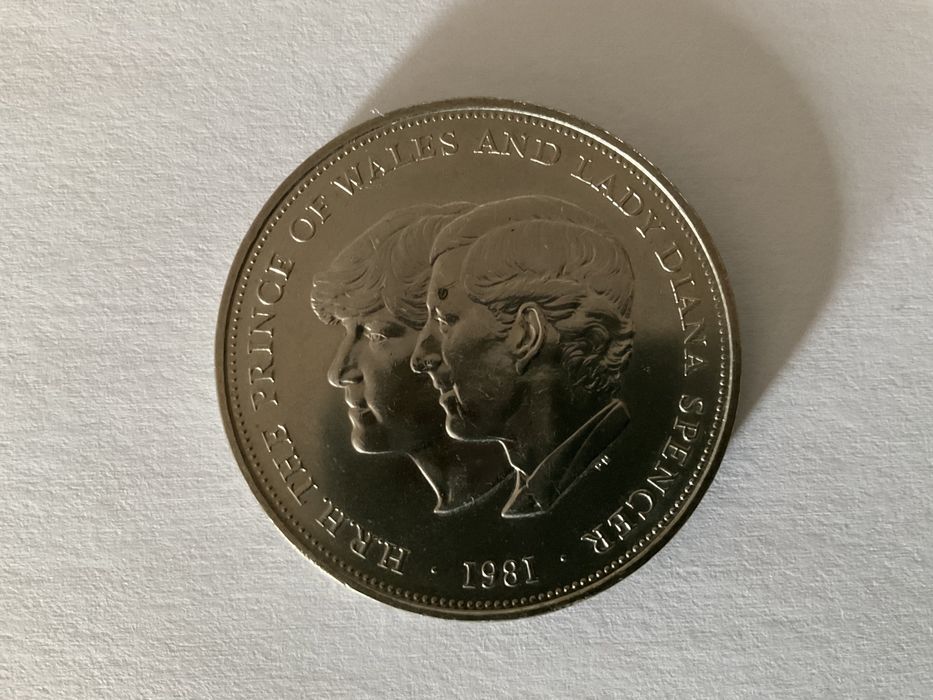 H.R.H. THE PRINCE OF WALES AND LADY DIANA SPENCER
· 1981 ·